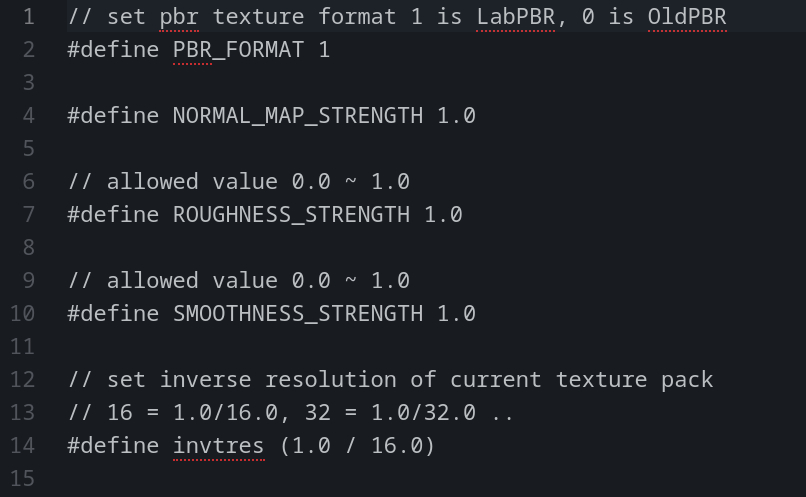 1 // set pbr texture format 1 is LabPBR, 0 is OldPBR
2 #define PBR_FORMAT 1
3
4 #define NORMAL_MAP_STRENGTH 1.0
5
6 // allowed value 0.0 ~ 1.0
7 #define ROUGHNESS_STRENGTH 1.0
8
9 // allowed value 0.0 ~ 1.0
10 #define SMOOTHNESS_STRENGTH 1.0
11
12 // set inverse resolution of current texture pack
13 // 16 = 1.0/16.0, 32 = 1.0/32.0 ..
14 #define invtres (1.0 / 16.0)
15